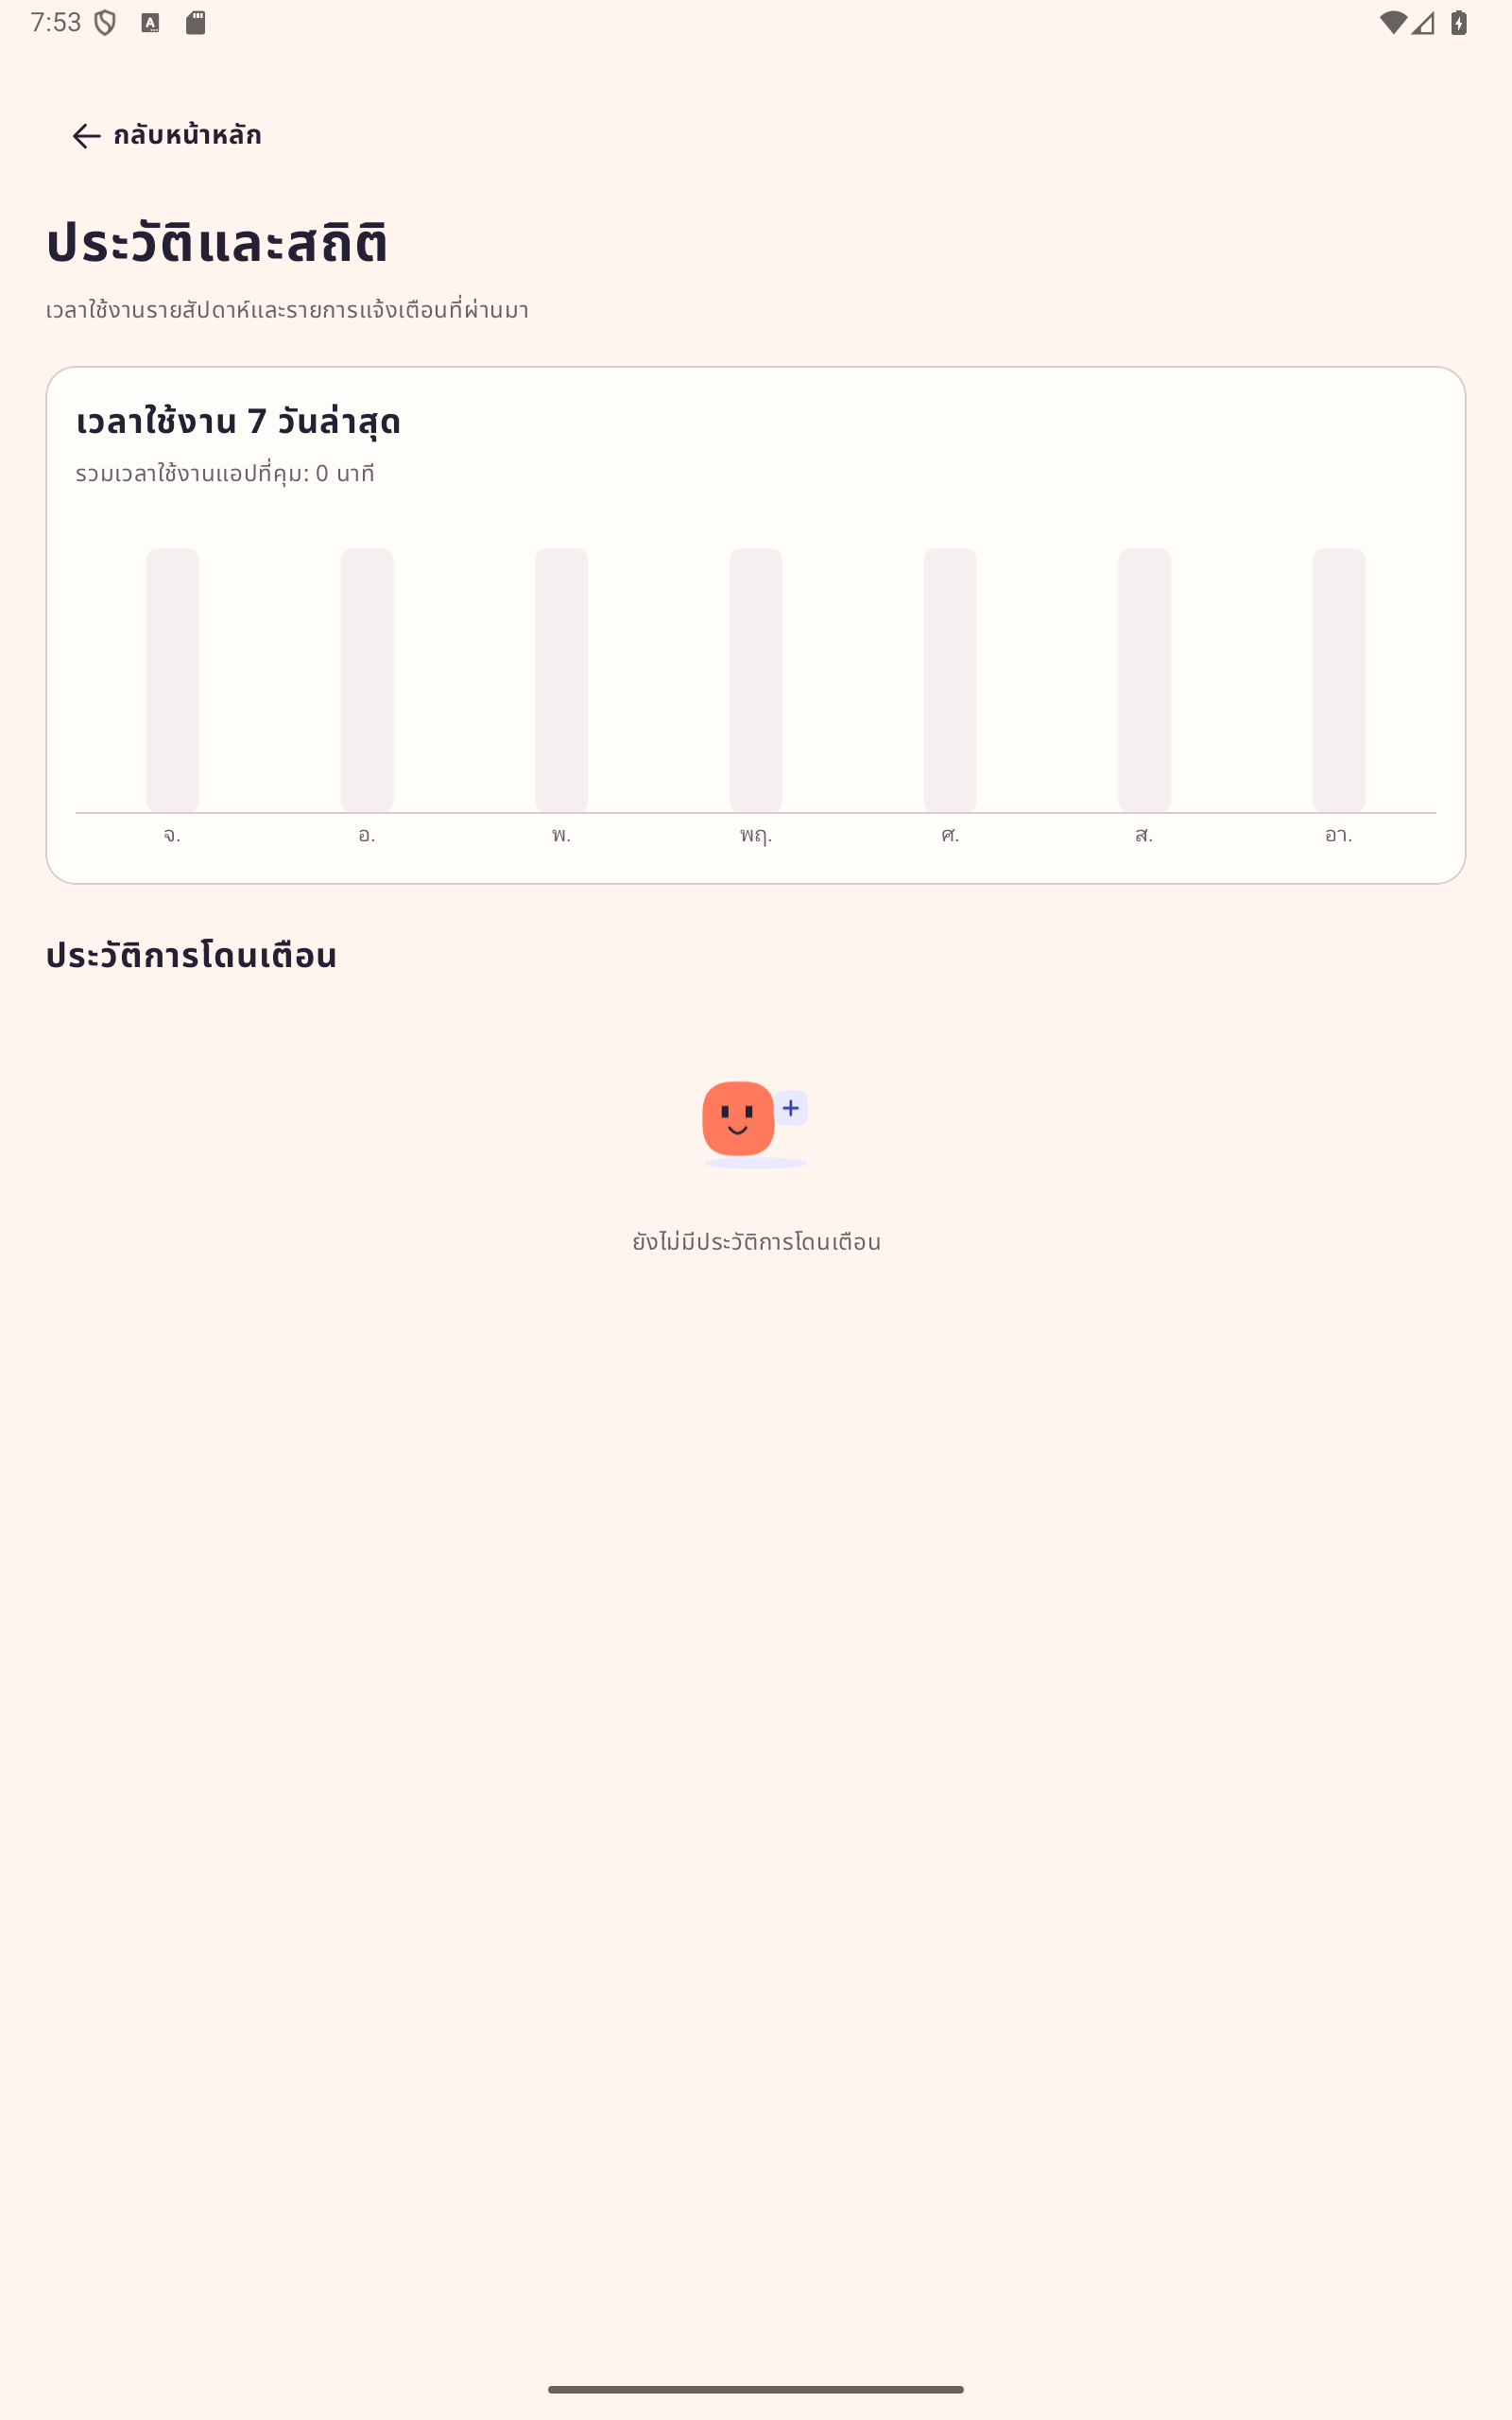 7:53
กลับหน้าหลัก
ประวัติและสถิติ
เวลาใช้งานรายสัปดาห์และรายการแจ้งเตือนที่ผ่านมา
เวลาใช้งาน 7 วันล่าสุด
รวมเวลาใช้งานแอปที่คุม: 0 นาที
จ. อ. พ. พฤ. ศ. ส. อา.
ประวัติการโดนเตือน
ยังไม่มีประวัติการโดนเตือน